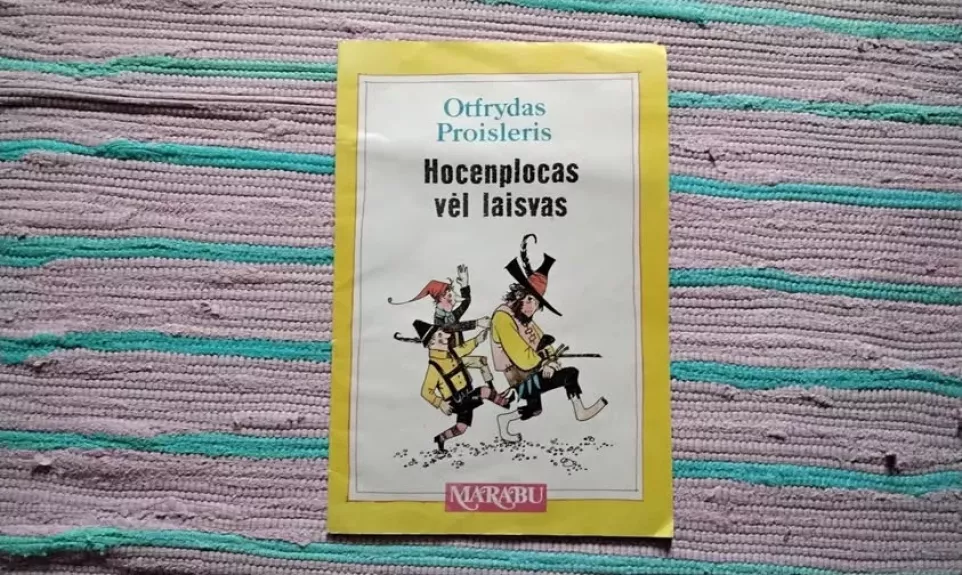 Otfrydas
Proisleris
Hocenplocas
vėl laisvas
MARABU